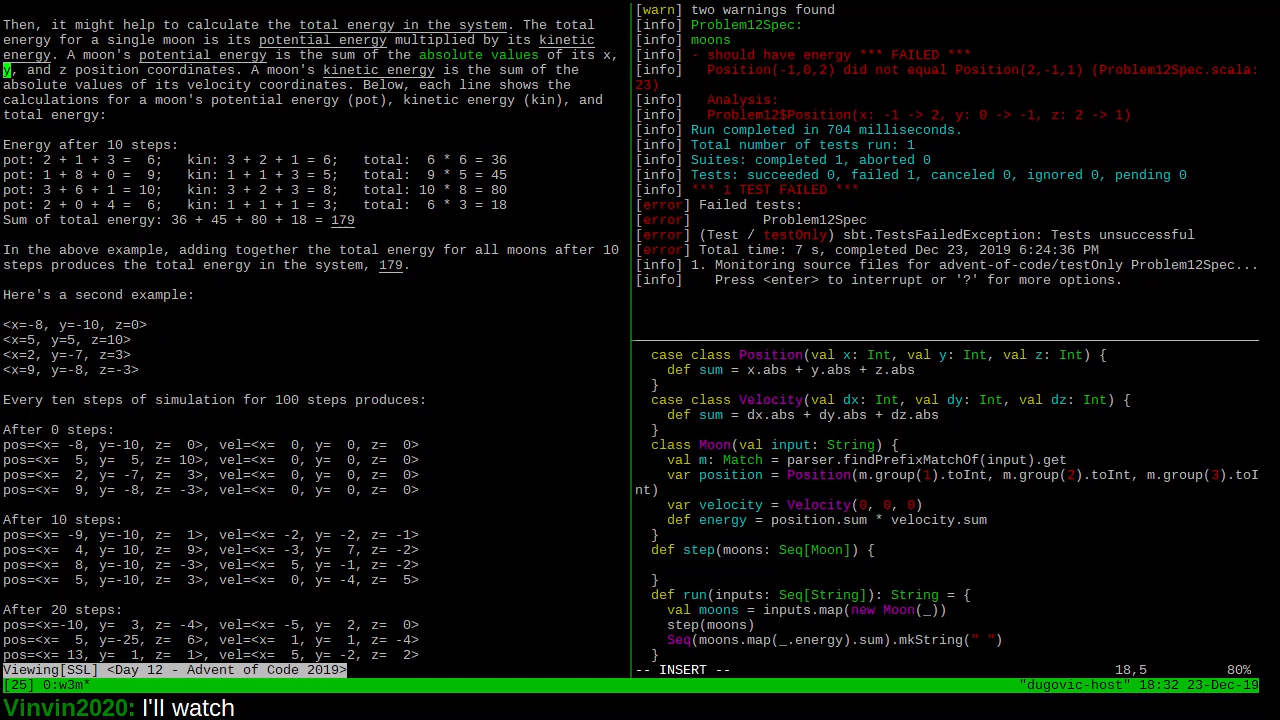 Then, it might help to calculate the total energy in the system. The total
energy for a single moon is its potential energy multiplied by its kinetic
energy. A moon's potential energy is the sum of the absolute values of its x,
y, and z position coordinates. A moon's kinetic energy is the sum of the
absolute values of its velocity coordinates. Below, each line shows the
calculations for a moon's potential energy (pot), kinetic energy (kin), and
total energy:
Energy after 10 steps:
pot: 2 + 1 + 3 =  6;   kin: 3 + 2 + 1 = 6;   total:  6 * 6 = 36
pot: 1 + 8 + 0 =  9;   kin: 1 + 1 + 3 = 5;   total:  9 * 5 = 45
pot: 3 + 6 + 1 = 10;   kin: 3 + 2 + 3 = 8;   total: 10 * 8 = 80
pot: 2 + 0 + 4 =  6;   kin: 1 + 1 + 1 = 3;   total:  6 * 3 = 18
Sum of total energy: 36 + 45 + 80 + 18 = 179
In the above example, adding together the total energy for all moons after 10
steps produces the total energy in the system, 179.
Here's a second example:
<x=-8, y=-10, z=0>
<x=5, y=5, z=10>
<x=2, y=-7, z=3>
<x=9, y=-8, z=-3>
Every ten steps of simulation for 100 steps produces:
After 0 steps:
pos=<x= -8, y=-10, z=  0>, vel=<x=  0, y=  0, z=  0>
pos=<x=  5, y=  5, z= 10>, vel=<x=  0, y=  0, z=  0>
pos=<x=  2, y= -7, z=  3>, vel=<x=  0, y=  0, z=  0>
pos=<x=  9, y= -8, z= -3>, vel=<x=  0, y=  0, z=  0>
After 10 steps:
pos=<x= -9, y=-10, z=  1>, vel=<x= -2, y= -2, z= -1>
pos=<x=  4, y= 10, z=  9>, vel=<x= -3, y=  7, z= -2>
pos=<x=  8, y=-10, z= -3>, vel=<x=  5, y= -1, z= -2>
pos=<x=  5, y=-10, z=  3>, vel=<x=  0, y= -4, z=  5>
After 20 steps:
pos=<x=-10, y=  3, z= -4>, vel=<x= -5, y=  2, z=  0>
pos=<x=  5, y=-25, z=  6>, vel=<x=  1, y=  1, z= -4>
pos=<x= 13, y=  1, z=  1>, vel=<x=  5, y= -2, z=  2>
Viewing[SSL] <Day 12 - Advent of Code 2019>
[warn] two warnings found
[info] Problem12Spec:
[info] moons
[info] - should have energy *** FAILED ***
[info]   Position(-1,0,2) did not equal Position(2,-1,1) (Problem12Spec.scala:
23)
[info]   Analysis:
[info]   Problem12$Position(x: -1 -> 2, y: 0 -> -1, z: 2 -> 1)
[info] Run completed in 704 milliseconds.
[info] Total number of tests run: 1
[info] Suites: completed 1, aborted 0
[info] Tests: succeeded 0, failed 1, canceled 0, ignored 0, pending 0
[info] *** 1 TEST FAILED ***
[error] Failed tests:
[error]         Problem12Spec
[error] (Test / testOnly) sbt.TestsFailedException: Tests unsuccessful
[error] Total time: 7 s, completed Dec 23, 2019 6:24:36 PM
[info] 1. Monitoring source files for advent-of-code/testOnly Problem12Spec...
[info]    Press <enter> to interrupt or '?' for more options.
case class Position(val x: Int, val y: Int, val z: Int) {
def sum = x.abs + y.abs + z.abs
}
case class Velocity(val dx: Int, val dy: Int, val dz: Int) {
def sum = dx.abs + dy.abs + dz.abs
}
class Moon(val input: String) {
val m: Match = parser.findPrefixMatchOf(input).get
var position = Position(m.group(1).toInt, m.group(2).toInt, m.group(3).toI
nt)
var velocity = Velocity(0, 0, 0)
def energy = position.sum * velocity.sum
}
def step(moons: Seq[Moon]) {
}
def run(inputs: Seq[String]): String = {
val moons = inputs.map(new Moon(_))
step(moons)
Seq(moons.map(_.energy).sum).mkString(" ")
}
-- INSERT -- 18,5 80%
[25] 0:w3m* "dugovic-host" 18:32 23-Dec-19
Vinvin2020: I'll watch